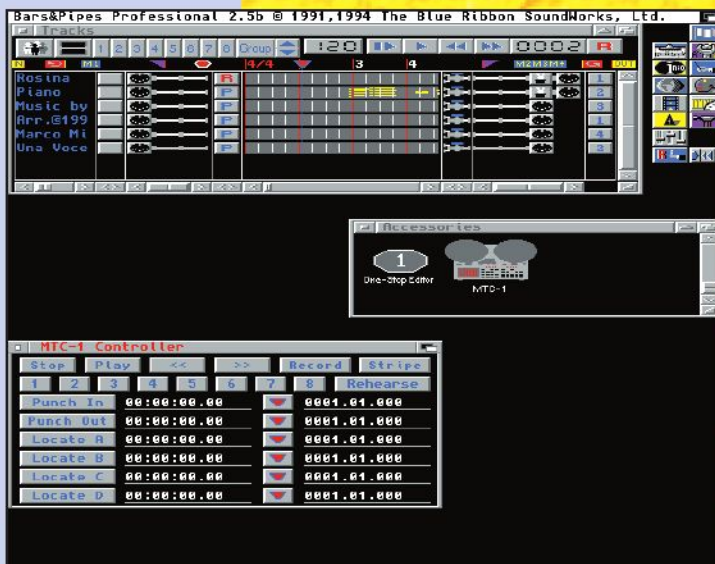 Bars&Pipes Professional 2.5b © 1991,1994 The Blue Ribbon SoundWorks, Ltd.
Tracks
1 2 3 4 5 6 7 8 Group 120 0002 R
N M1 4/4 3 4 M2M3M4 OUT
Rosina R 1
Piano P 2
Music by P 3
Arr.©199 P 1
Marco Mi P 4
Una Voce P 3
Accessories
1
One-Stop Editor
MTC-1
MTC-1 Controller
Stop Play << >> Record Stripe
1 2 3 4 5 6 7 8 Rehearse
Punch In 00:00:00.00 0001.01.000
Punch Out 00:00:00.00 0001.01.000
Locate A 00:00:00.00 0001.01.000
Locate B 00:00:00.00 0001.01.000
Locate C 00:00:00.00 0001.01.000
Locate D 00:00:00.00 0001.01.000